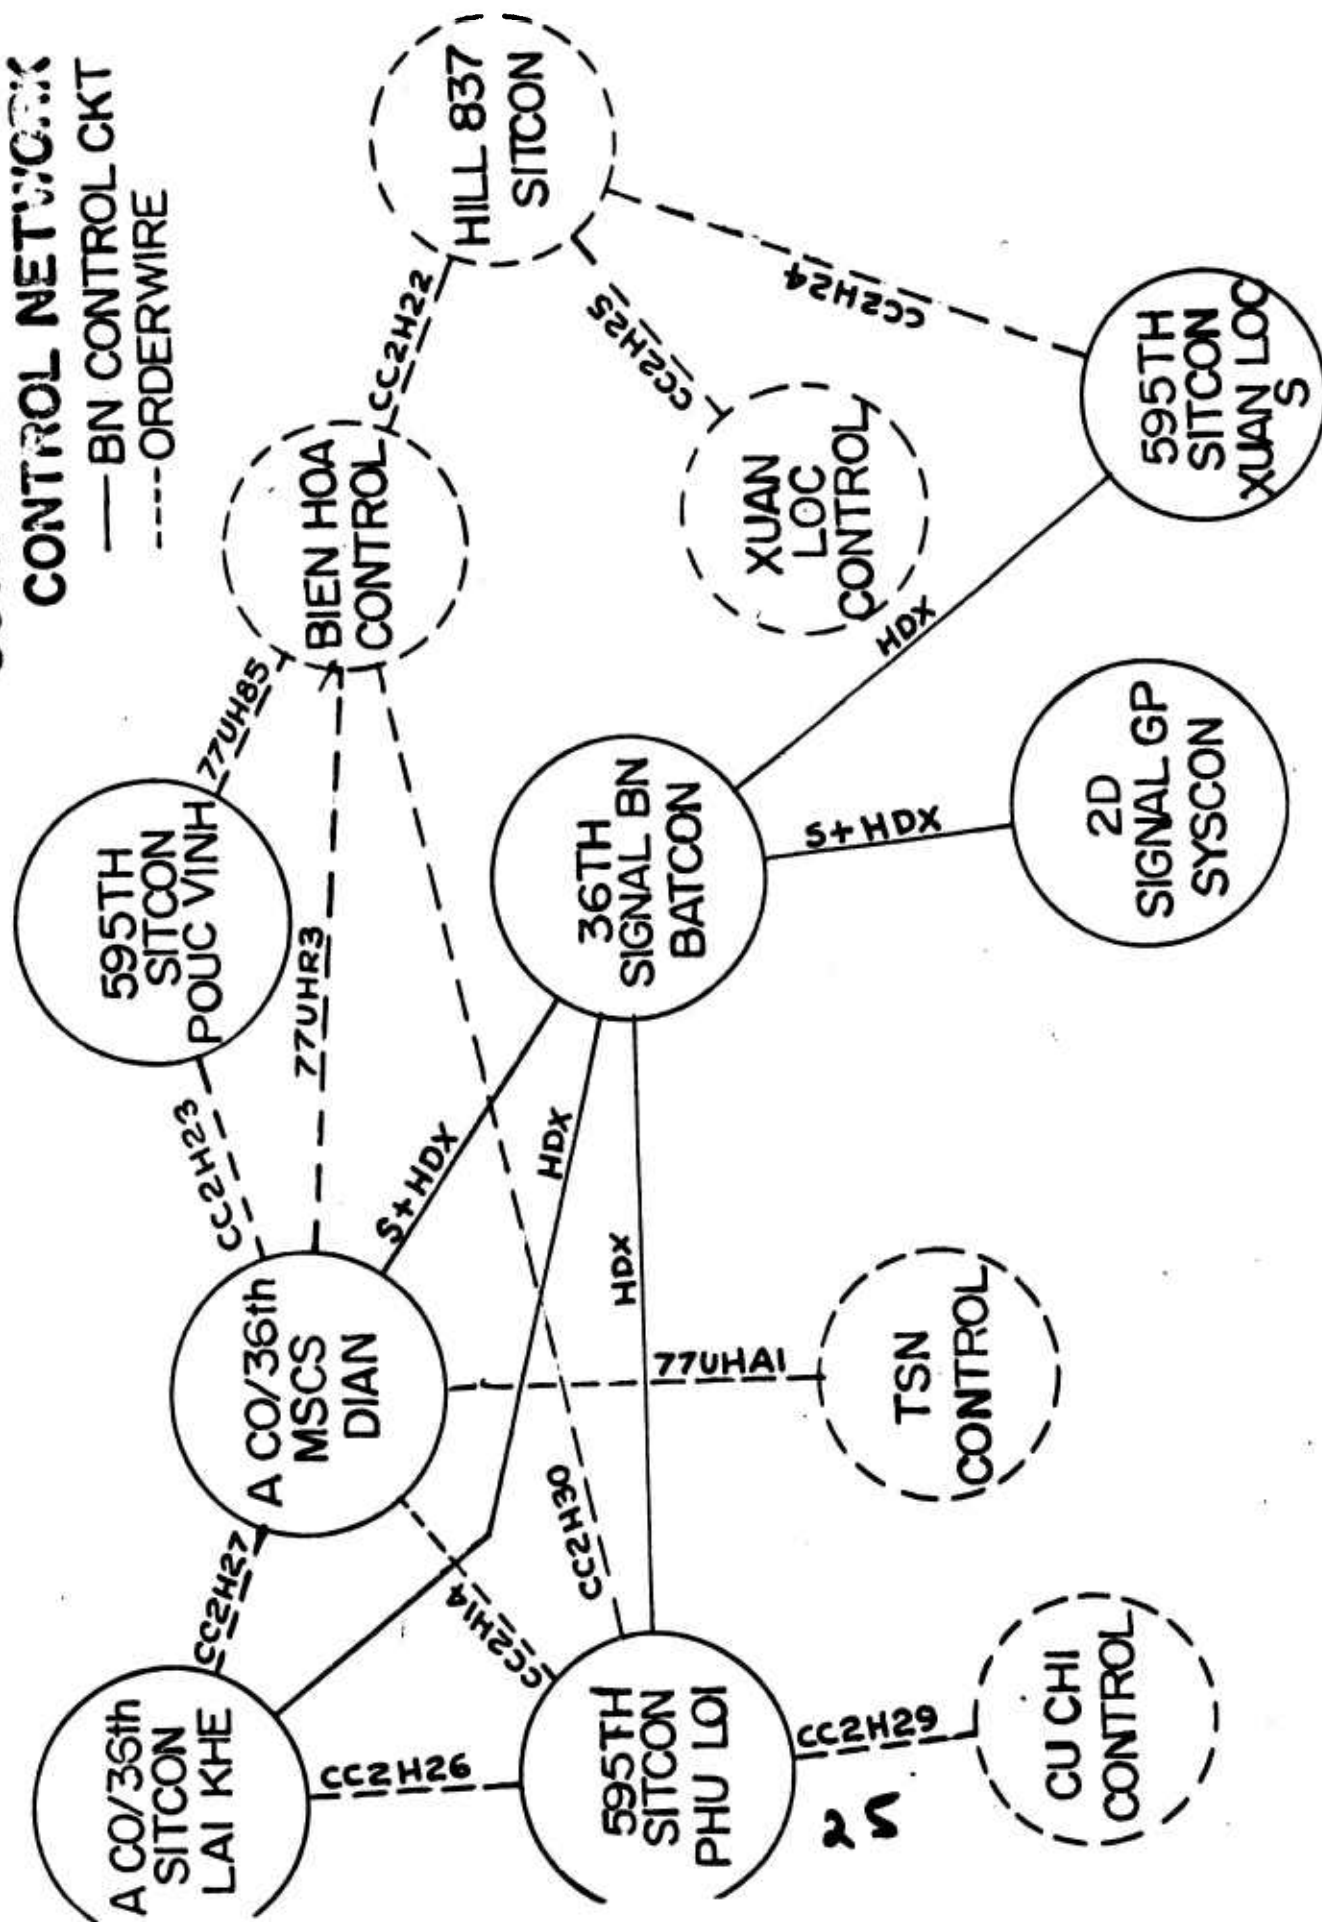 CONTROL NETWORK
— BN CONTROL CKT
---- ORDERWIRE
A CO/36th
SITCON
LAI KHE
CC2H27
A CO/36th
MSCS
DIAN
CC2H23
595TH
SITCON
POUC VINH
77UH85
77UHR3
BIEN HOA
CONTROL
CC2H22
HILL 837
SITCON
CC2H26
CC2H14
CC2H30
S+HDX
HDX
HDX
36TH
SIGNAL BN
BATCON
CC2H25
XUAN
LOC
CONTROL
CC2H24
595TH
SITCON
PHU LOI
77UHA1
S+HDX
HDX
595TH
SITCON
XUAN LOC
S
CC2H29
CU CHI
CONTROL
TSN
CONTROL
2D
SIGNAL GP
SYSCON
25